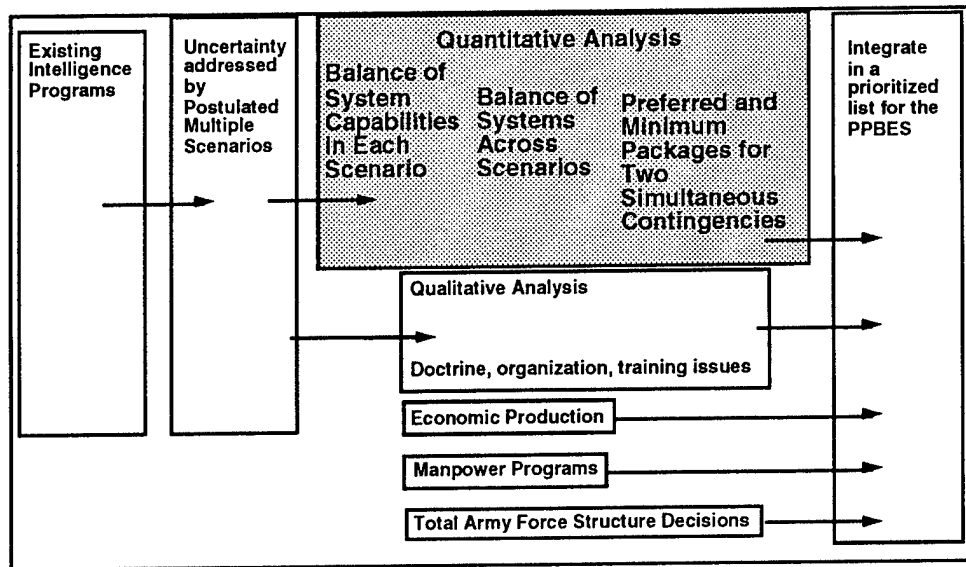 Existing
Intelligence
Programs
Uncertainty
addressed
by
Postulated
Multiple
Scenarios
Quantitative Analysis
Balance of
System
Capabilities
in Each
Scenario
Balance of
Systems
Across
Scenarios
Preferred and
Minimum
Packages for
Two
Simultaneous
Contingencies
Integrate
in a
prioritized
list for the
PPBES
Qualitative Analysis
Doctrine, organization, training issues
Economic Production
Manpower Programs
Total Army Force Structure Decisions